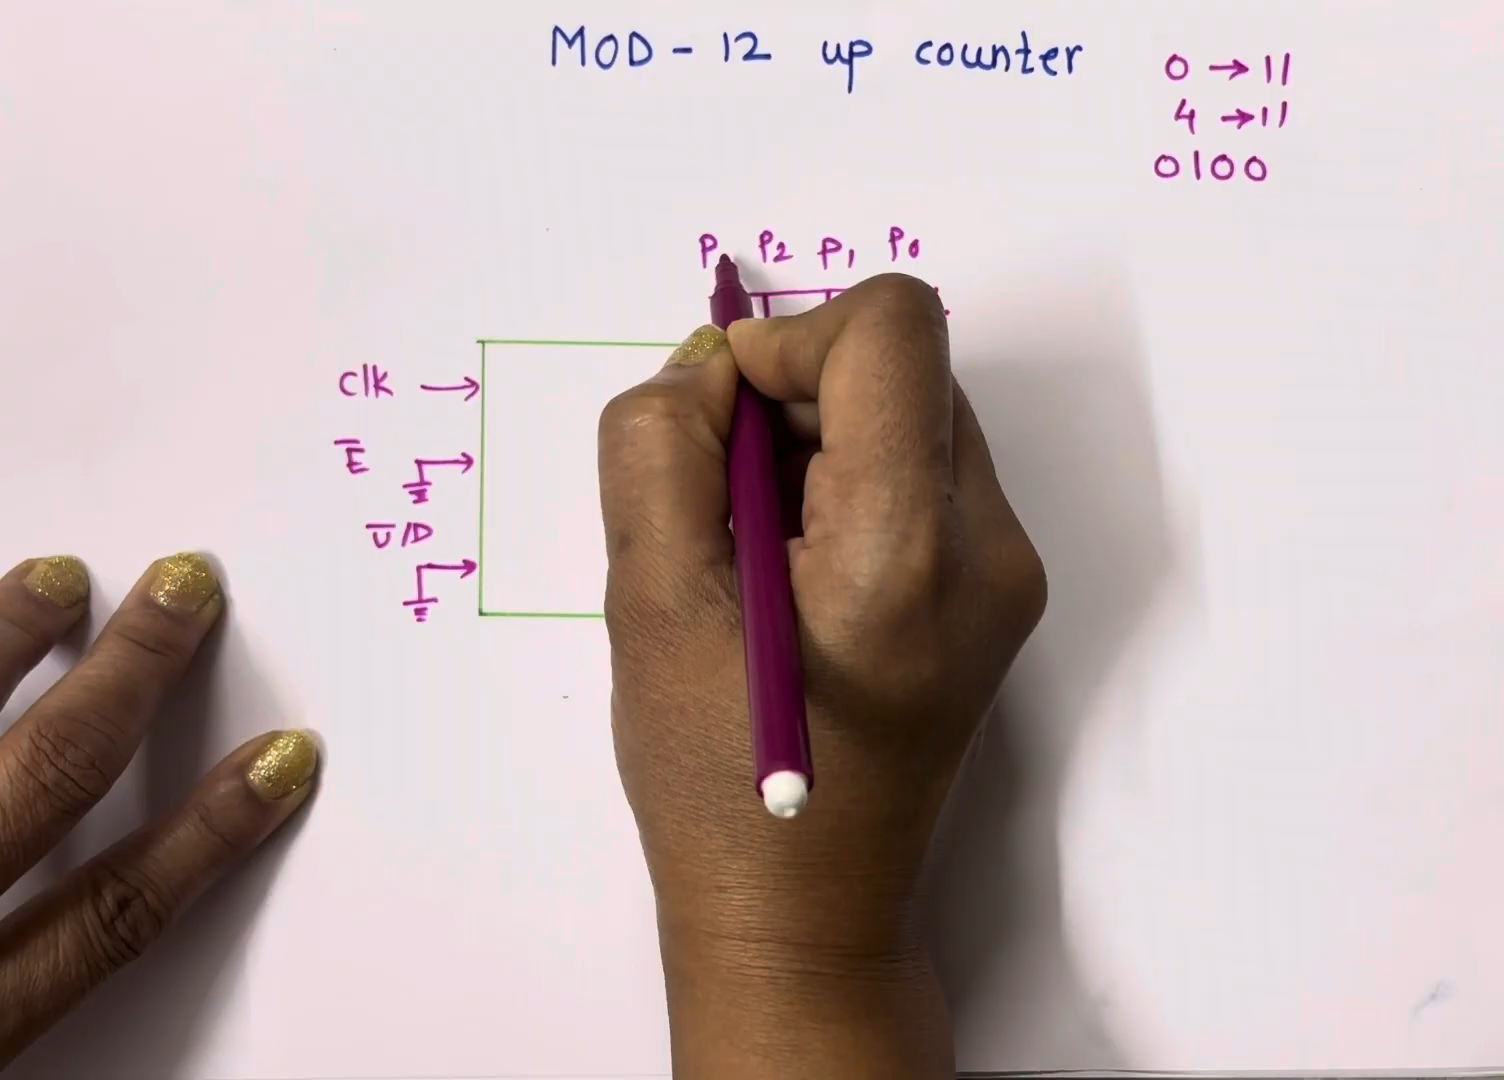 MOD - 12 up counter
0 → 11
4 → 11
0100
P P2 P1 P0
Clk
E̅
U̅/D